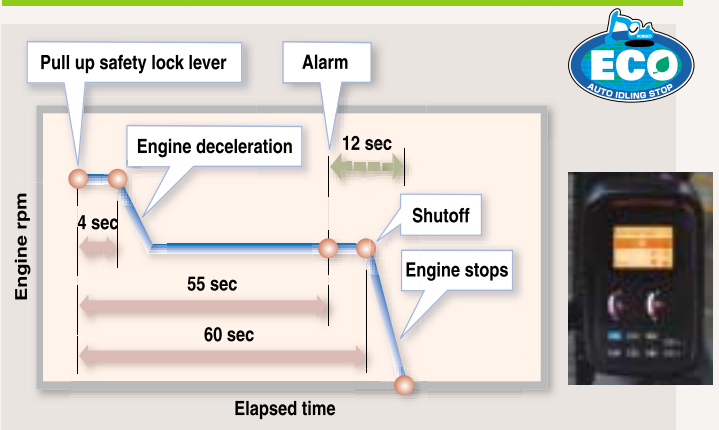 Pull up safety lock lever
Alarm
ECO
AUTO IDLING STOP
Engine deceleration
12 sec
4 sec
Shutoff
Engine rpm
Engine stops
55 sec
60 sec
Elapsed time